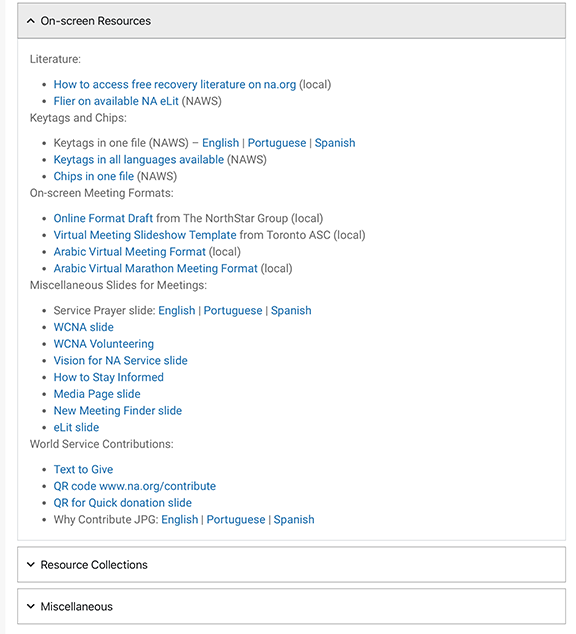 On-screen Resources
Literature:
How to access free recovery literature on na.org (local)
Flier on available NA eLit (NAWS)
Keytags and Chips:
Keytags in one file (NAWS) – English | Portuguese | Spanish
Keytags in all languages available (NAWS)
Chips in one file (NAWS)
On-screen Meeting Formats:
Online Format Draft from The NorthStar Group (local)
Virtual Meeting Slideshow Template from Toronto ASC (local)
Arabic Virtual Meeting Format (local)
Arabic Virtual Marathon Meeting Format (local)
Miscellaneous Slides for Meetings:
Service Prayer slide: English | Portuguese | Spanish
WCNA slide
WCNA Volunteering
Vision for NA Service slide
How to Stay Informed
Media Page slide
New Meeting Finder slide
eLit slide
World Service Contributions:
Text to Give
QR code www.na.org/contribute
QR for Quick donation slide
Why Contribute JPG: English | Portuguese | Spanish
Resource Collections
Miscellaneous